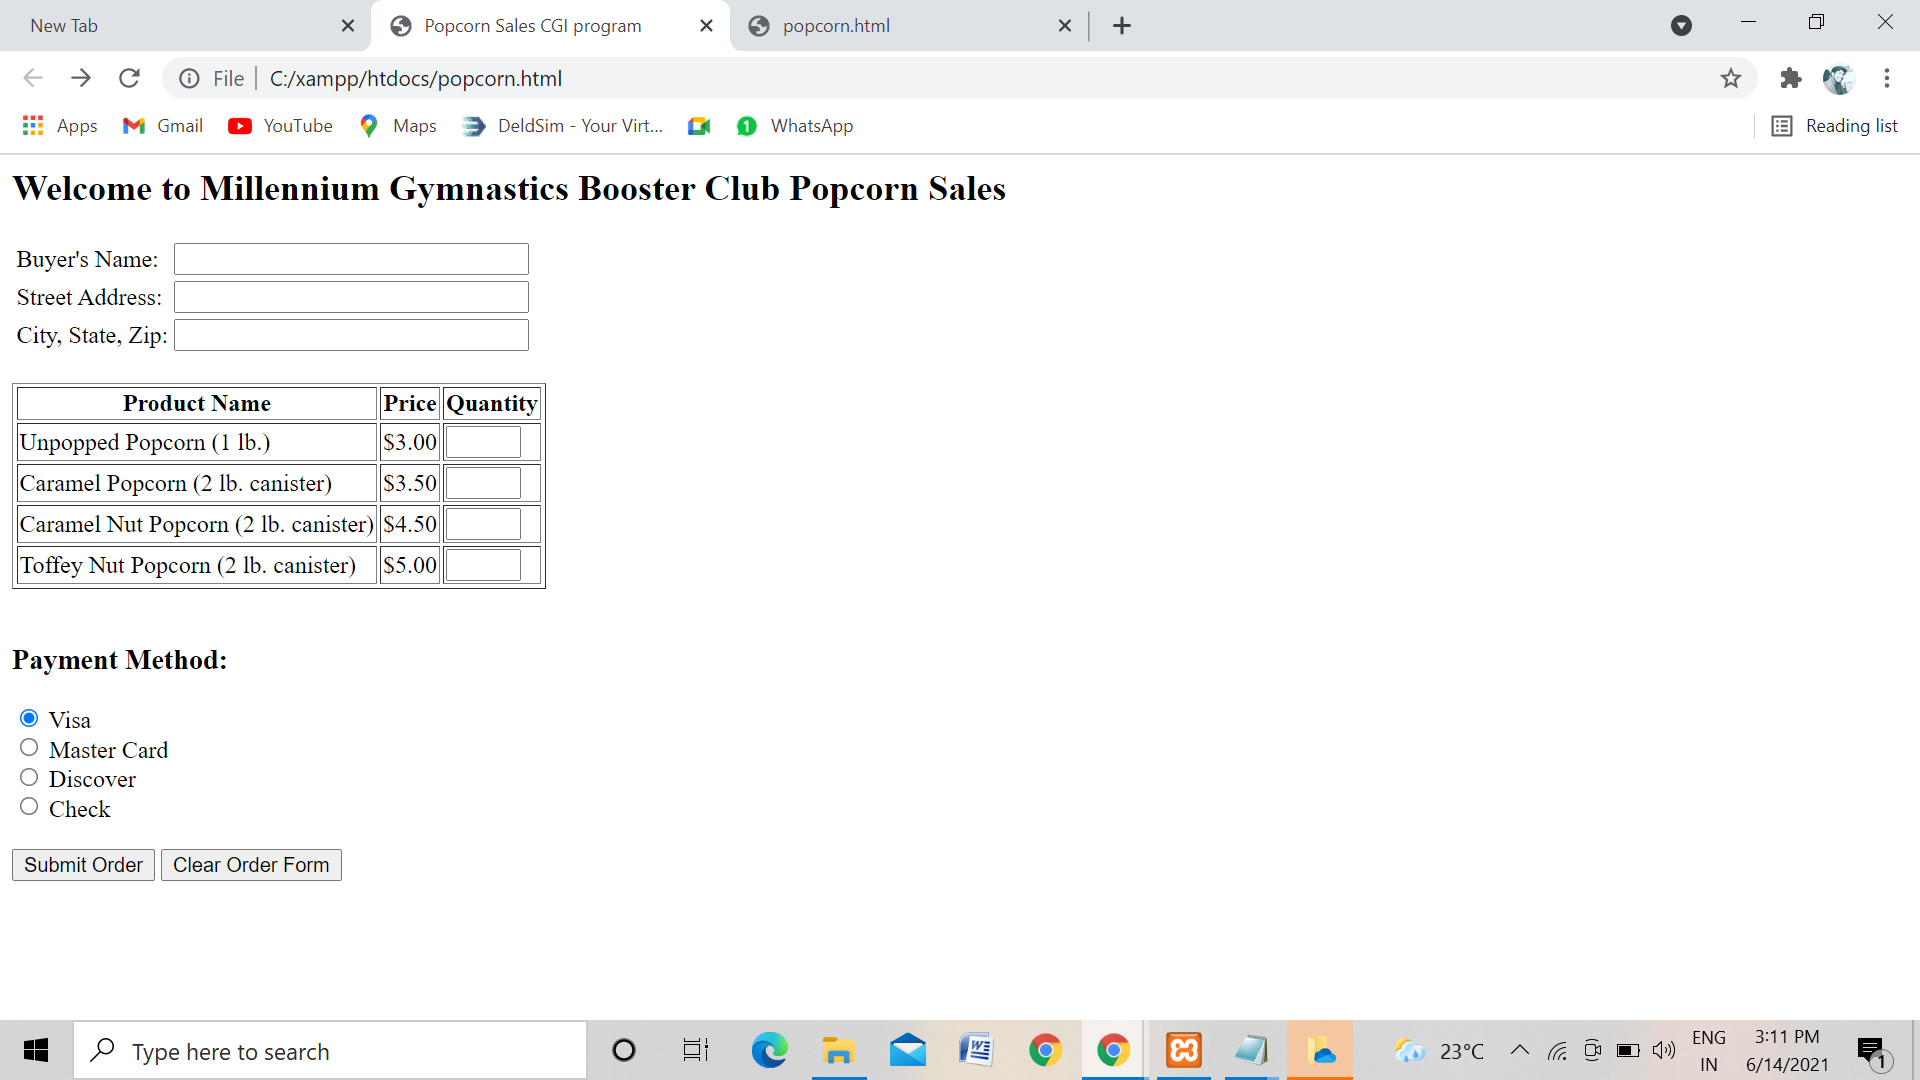 New Tab
Popcorn Sales CGI program
popcorn.html
File
C:/xampp/htdocs/popcorn.html
Apps
Gmail
YouTube
Maps
DeldSim - Your Virt...
1
WhatsApp
Reading list
Welcome to Millennium Gymnastics Booster Club Popcorn Sales
Buyer's Name:
Street Address:
City, State, Zip:
Product Name Price Quantity
Unpopped Popcorn (1 lb.) $3.00
Caramel Popcorn (2 lb. canister) $3.50
Caramel Nut Popcorn (2 lb. canister) $4.50
Toffey Nut Popcorn (2 lb. canister) $5.00
Payment Method:
Visa
Master Card
Discover
Check
Submit Order Clear Order Form
Type here to search
W
23°C
ENG
IN
3:11 PM
6/14/2021
1